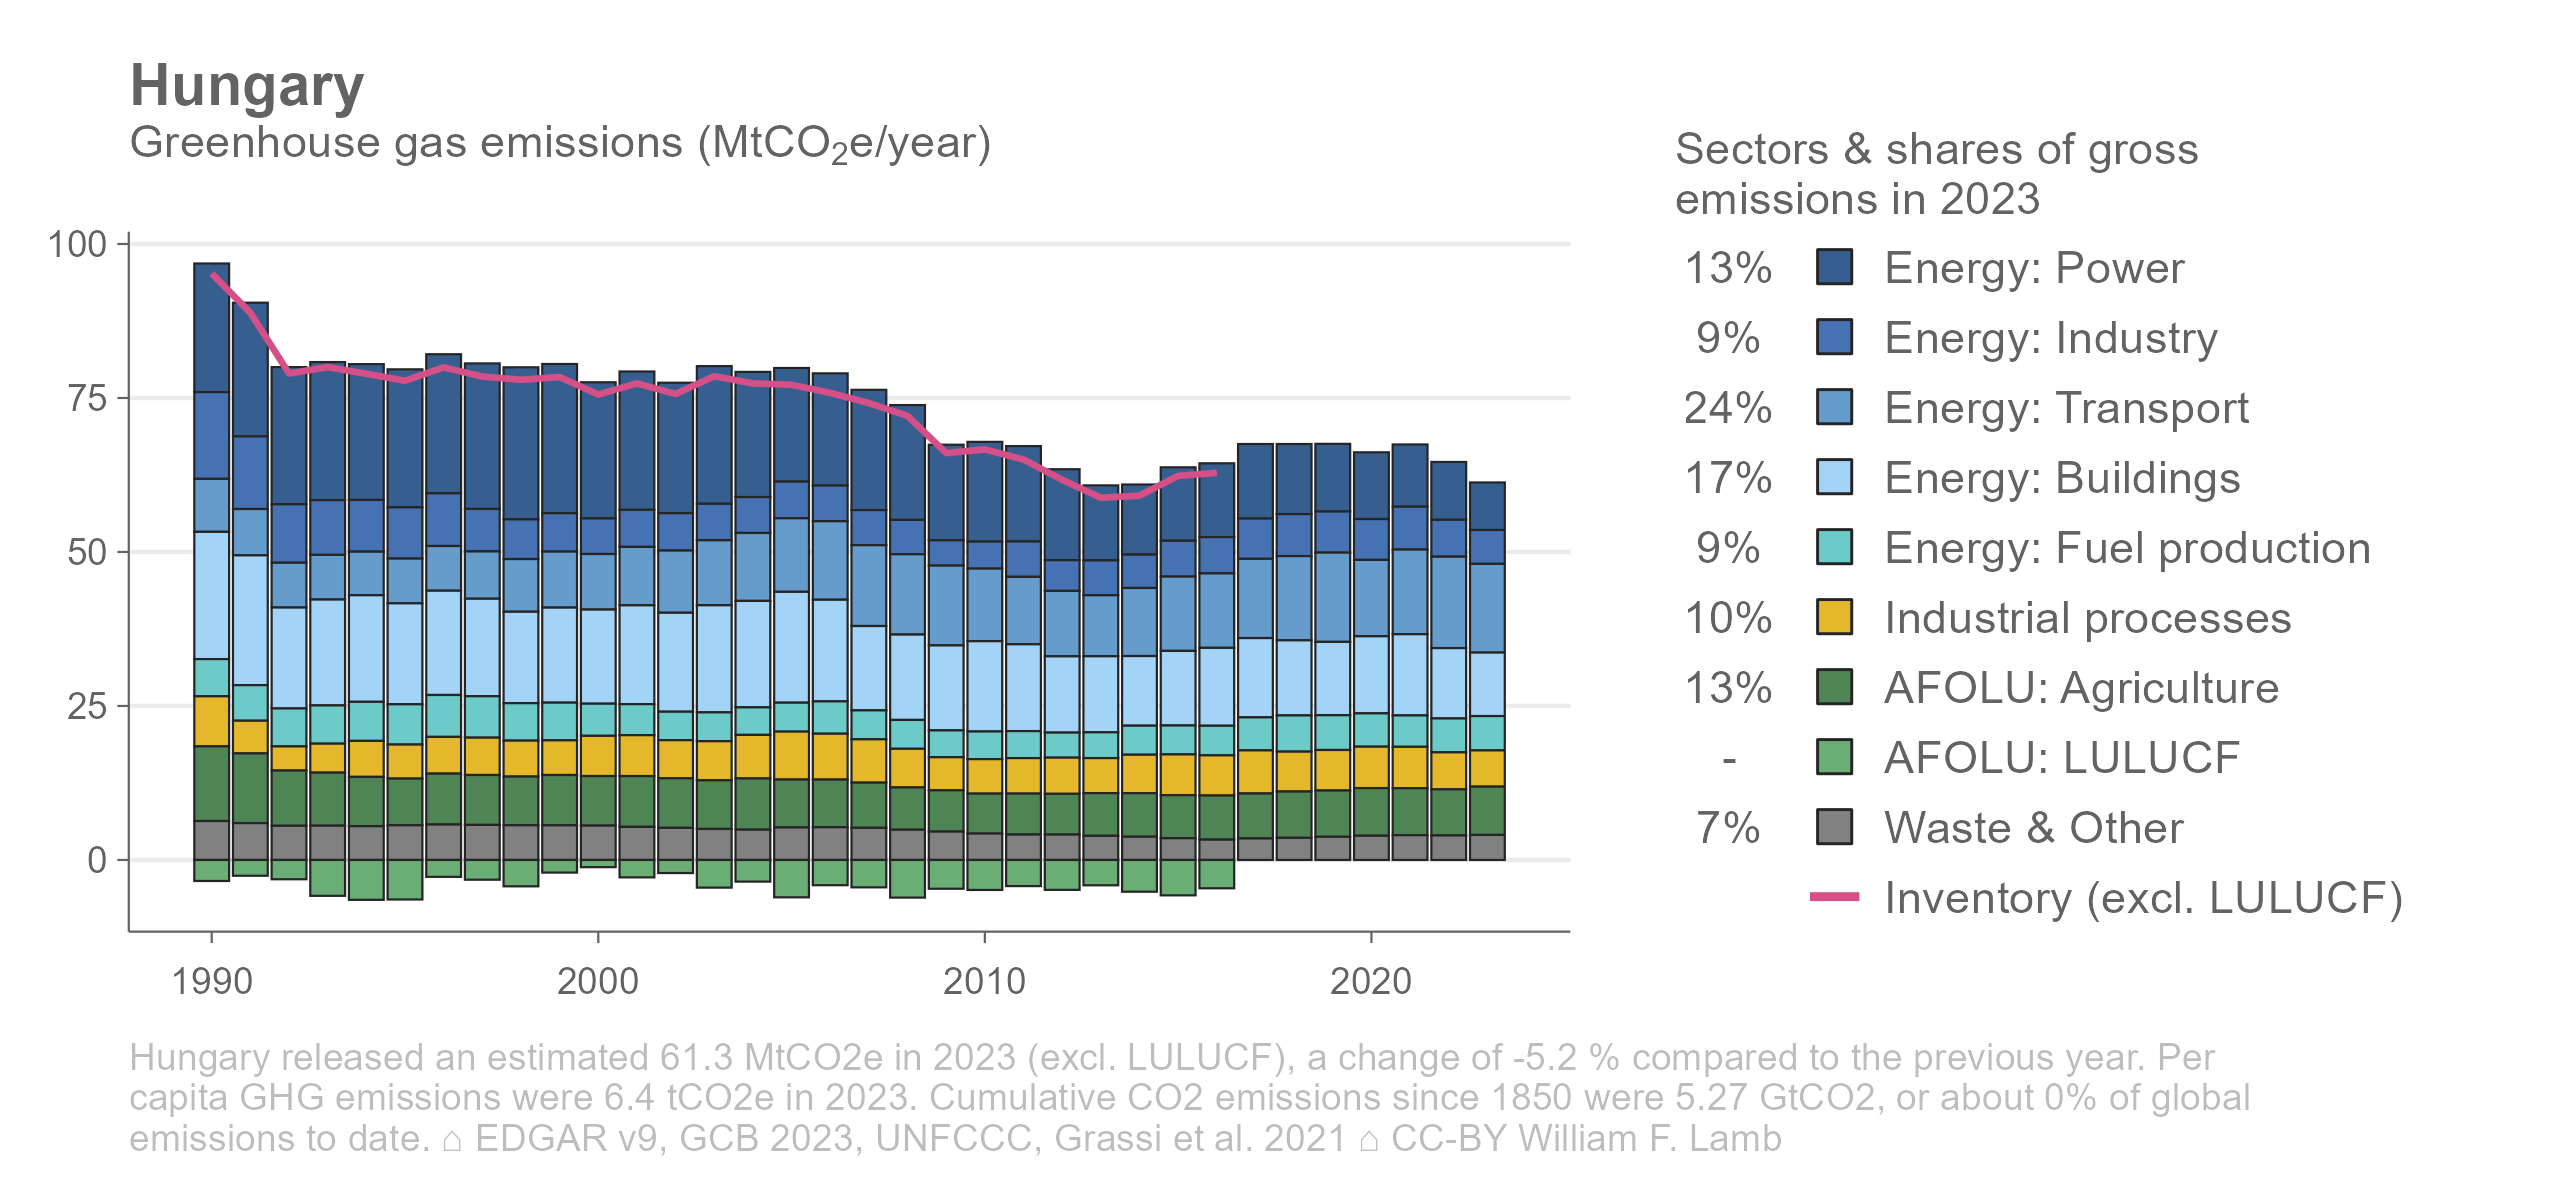 Hungary
Greenhouse gas emissions (MtCO₂e/year)
100
75
50
25
0
1990 2000 2010 2020
Sectors & shares of gross
emissions in 2023
13% Energy: Power
9% Energy: Industry
24% Energy: Transport
17% Energy: Buildings
9% Energy: Fuel production
10% Industrial processes
13% AFOLU: Agriculture
- AFOLU: LULUCF
7% Waste & Other
Inventory (excl. LULUCF)
Hungary released an estimated 61.3 MtCO2e in 2023 (excl. LULUCF), a change of -5.2 % compared to the previous year. Per
capita GHG emissions were 6.4 tCO2e in 2023. Cumulative CO2 emissions since 1850 were 5.27 GtCO2, or about 0% of global
emissions to date. ⌂ EDGAR v9, GCB 2023, UNFCCC, Grassi et al. 2021 ⌂ CC-BY William F. Lamb